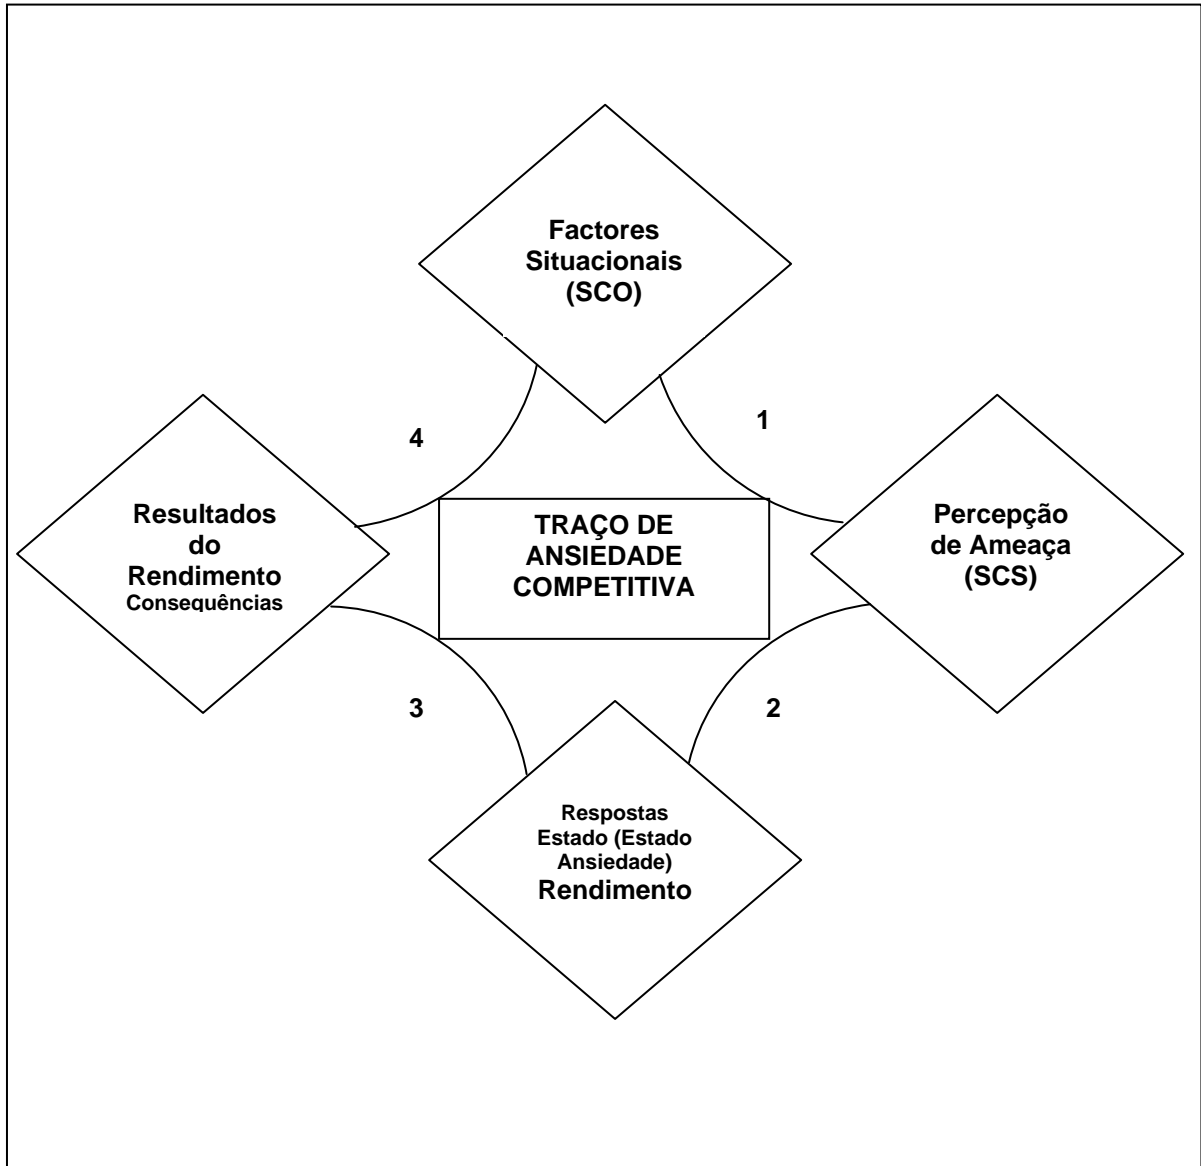 Factores
Situacionais
(SCO)
4
1
Resultados
do
Rendimento
Consequências
TRAÇO DE
ANSIEDADE
COMPETITIVA
Percepção
de Ameaça
(SCS)
3
2
Respostas
Estado (Estado
Ansiedade)
Rendimento